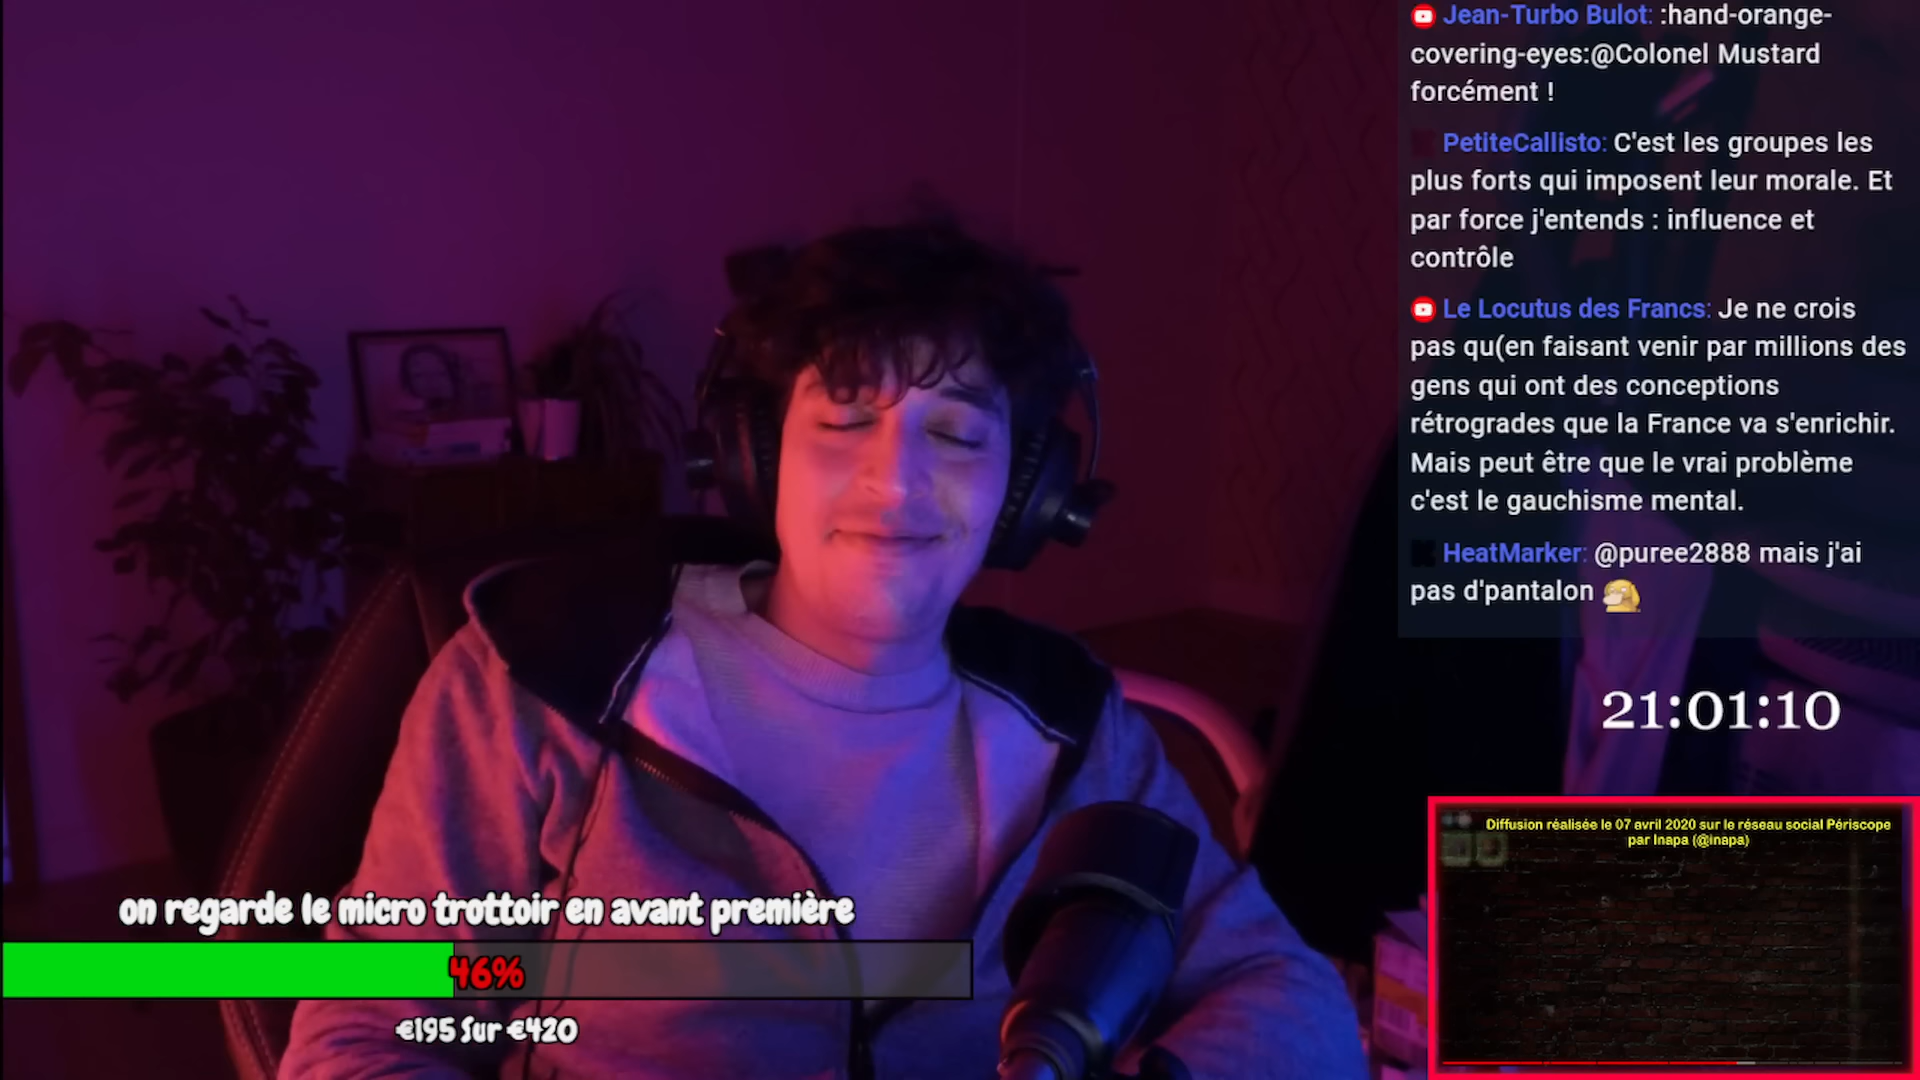 Jean-Turbo Bulot: :hand-orange-
covering-eyes:@Colonel Mustard
forcément !
PetiteCallisto: C'est les groupes les
plus forts qui imposent leur morale. Et
par force j'entends : influence et
contrôle
Le Locutus des Francs: Je ne crois
pas qu(en faisant venir par millions des
gens qui ont des conceptions
rétrogrades que la France va s'enrichir.
Mais peut être que le vrai problème
c'est le gauchisme mental.
HeatMarker: @puree2888 mais j'ai
pas d'pantalon
21:01:10
Diffusion réalisée le 07 avril 2020 sur le réseau social Périscope
par Inapa (@inapa)
on regarde le micro trottoir en avant première
46%
€195 Sur €420